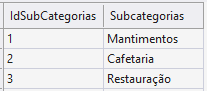 IdSubCategorias Subcategorias
1 Mantimentos
2 Cafetaria
3 Restauração